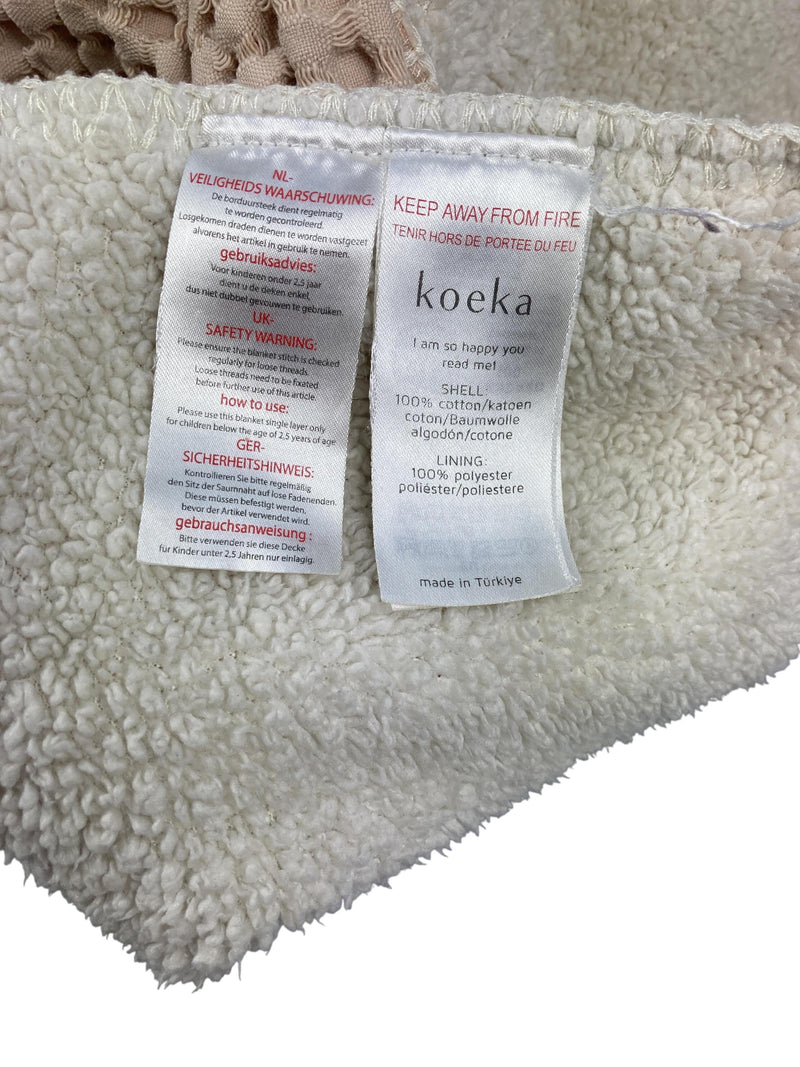 NL-
VEILIGHEIDS WAARSCHUWING:
De borduursteek dient regelmatig
te worden gecontroleerd.
Losgekomen draden dienen te worden vastgezet
alvorens het artikel in gebruik te nemen.
gebruiksadvies:
Voor kinderen onder 2,5 jaar
dient u de deken enkel,
dus niet dubbel gevouwen te gebruiken.
UK-
SAFETY WARNING:
Please ensure the blanket stitch is checked
regularly for loose threads.
Loose threads need to be fixated
before further use of this article.
how to use:
Please use this blanket single layer only
for children below the age of 2,5 years of age
GER-
SICHERHEITSHINWEIS:
Kontrollieren Sie bitte regelmäßig
den Sitz der Saumnaht auf lose Fadenenden.
Diese müssen befestigt werden,
bevor der Artikel verwendet wird.
gebrauchsanweisung :
Bitte verwenden sie diese Decke
für Kinder unter 2,5 Jahren nur einlagig.
KEEP AWAY FROM FIRE
TENIR HORS DE PORTEE DU FEU
koeka
I am so happy you
read me!
SHELL:
100% cotton/katoen
coton/Baumwolle
algodón/cotone
LINING:
100% polyester
poliéster/poliestere
made in Türkiye